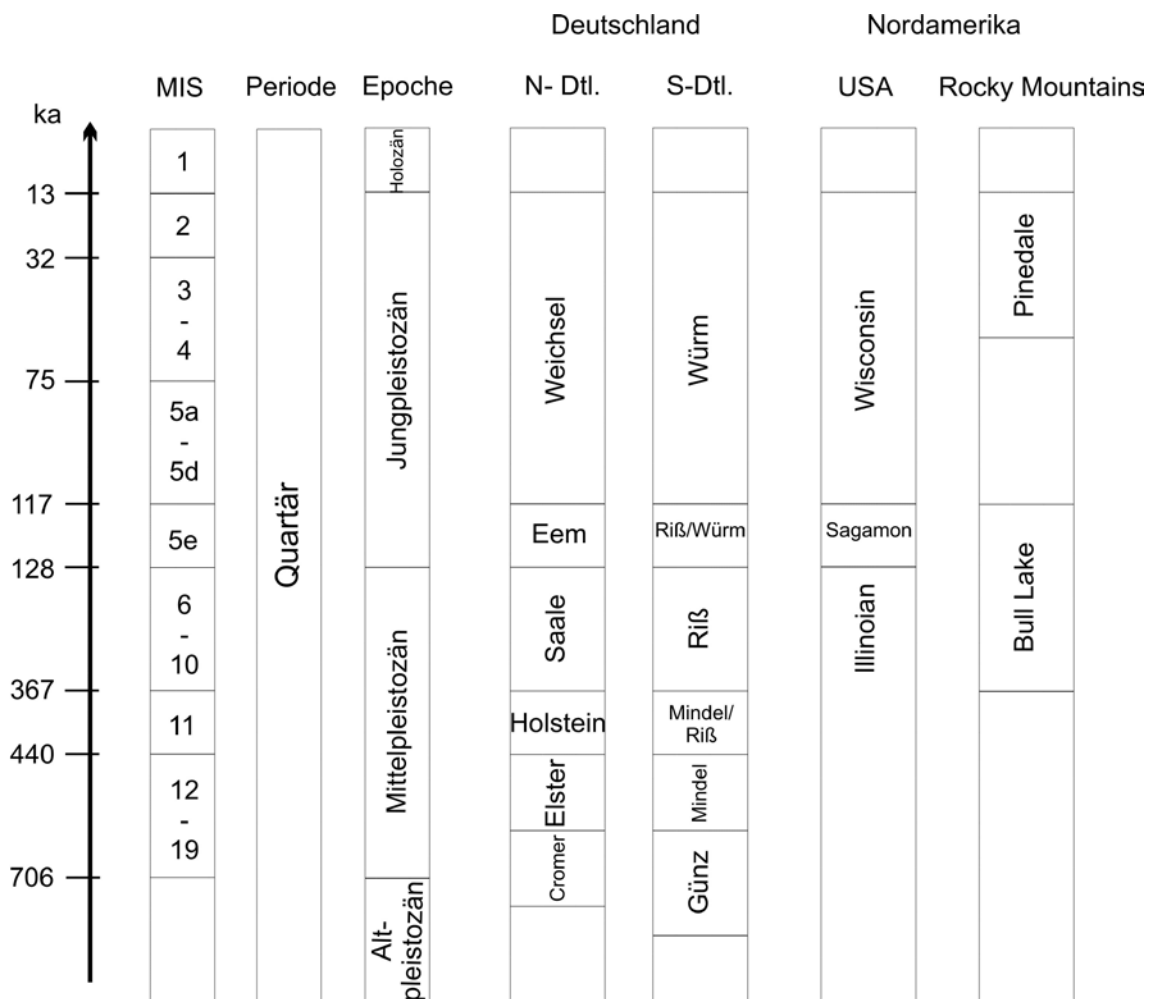 Deutschland Nordamerika
MIS Periode Epoche N- Dtl. S-Dtl. USA Rocky Mountains
ka
1
Holozän
13
2
32
3
-
4
75
5a
-
5d
117
5e
128
6
-
10
367
11
440
12
-
19
706
Quartär
Jungpleistozän
Mittelpleistozän
Alt-
pleistozän
Weichsel
Eem
Saale
Holstein
Elster
Cromer
Würm
Riß/Würm
Riß
Mindel/
Riß
Mindel
Günz
Wisconsin
Sagamon
Illinoian
Pinedale
Bull Lake